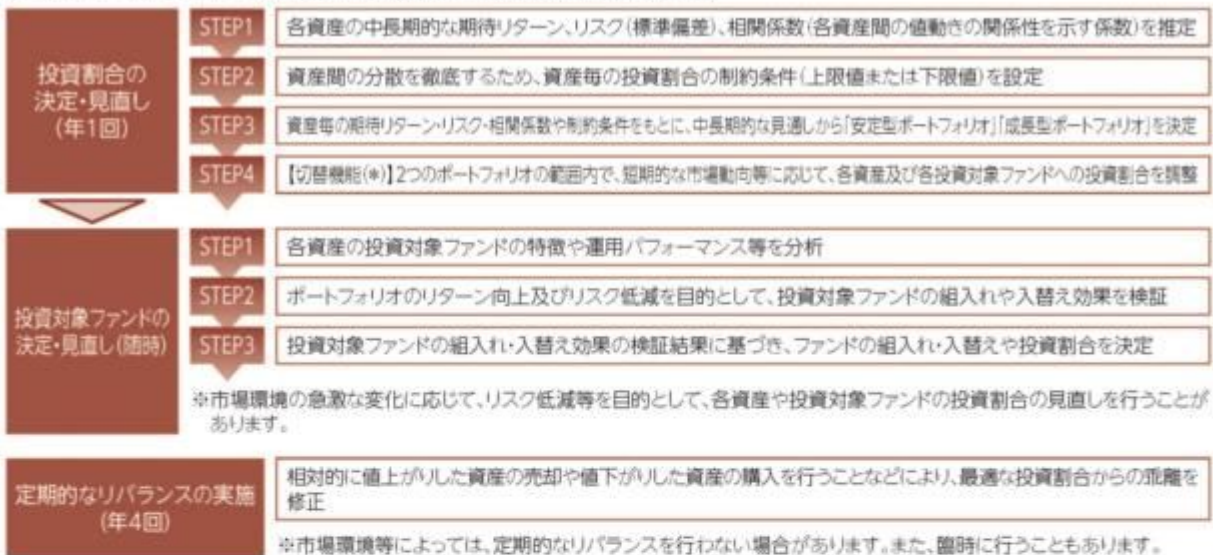 投資割合の
決定・見直し
(年1回)
STEP1
各資産の中長期的な期待リターン、リスク(標準偏差)、相関係数(各資産間の値動きの関係性を示す係数)を推定
STEP2
資産間の分散を徹底するため、資産毎の投資割合の制約条件(上限値または下限値)を設定
STEP3
資産毎の期待リターン・リスク・相関係数や制約条件をもとに、中長期的な見通しから「安定型ポートフォリオ」「成長型ポートフォリオ」を決定
STEP4
【切替機能(*)】2つのポートフォリオの範囲内で、短期的な市場動向等に応じて、各資産及び各投資対象ファンドへの投資割合を調整
投資対象ファンドの
決定・見直し(随時)
STEP1
各資産の投資対象ファンドの特徴や運用パフォーマンス等を分析
STEP2
ポートフォリオのリターン向上及びリスク低減を目的として、投資対象ファンドの組入れや入替え効果を検証
STEP3
投資対象ファンドの組入れ・入替え効果の検証結果に基づき、ファンドの組入れ・入替えや投資割合を決定
※市場環境の急激な変化に応じて、リスク低減等を目的として、各資産や投資対象ファンドの投資割合の見直しを行うことが
あります。
定期的なリバランスの実施
(年4回)
相対的に値上がりした資産の売却や値下がりした資産の購入を行うことなどにより、最適な投資割合からの乖離を
修正
※市場環境等によっては、定期的なリバランスを行わない場合があります。また、臨時に行うこともあります。